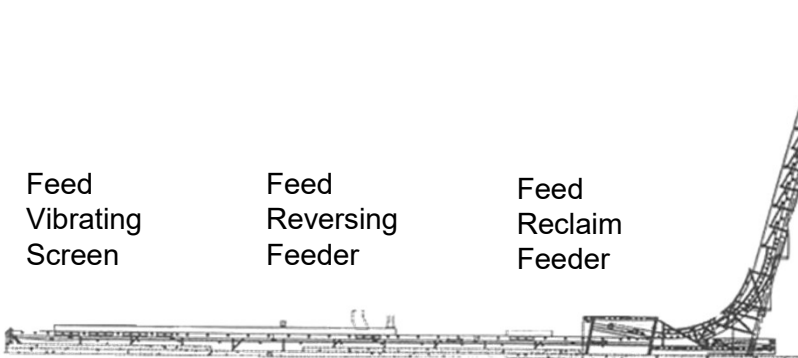 Feed
Vibrating
Screen
Feed
Reversing
Feeder
Feed
Reclaim
Feeder